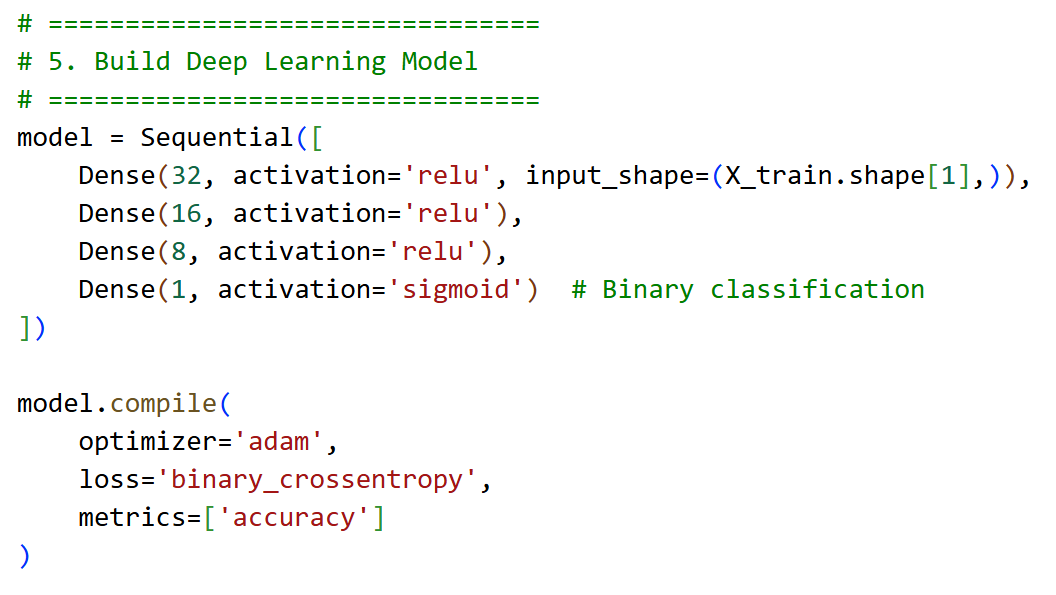 # ================================
# 5. Build Deep Learning Model
# ================================
model = Sequential([
    Dense(32, activation='relu', input_shape=(X_train.shape[1],)),
    Dense(16, activation='relu'),
    Dense(8, activation='relu'),
    Dense(1, activation='sigmoid')  # Binary classification
])

model.compile(
    optimizer='adam',
    loss='binary_crossentropy',
    metrics=['accuracy']
)